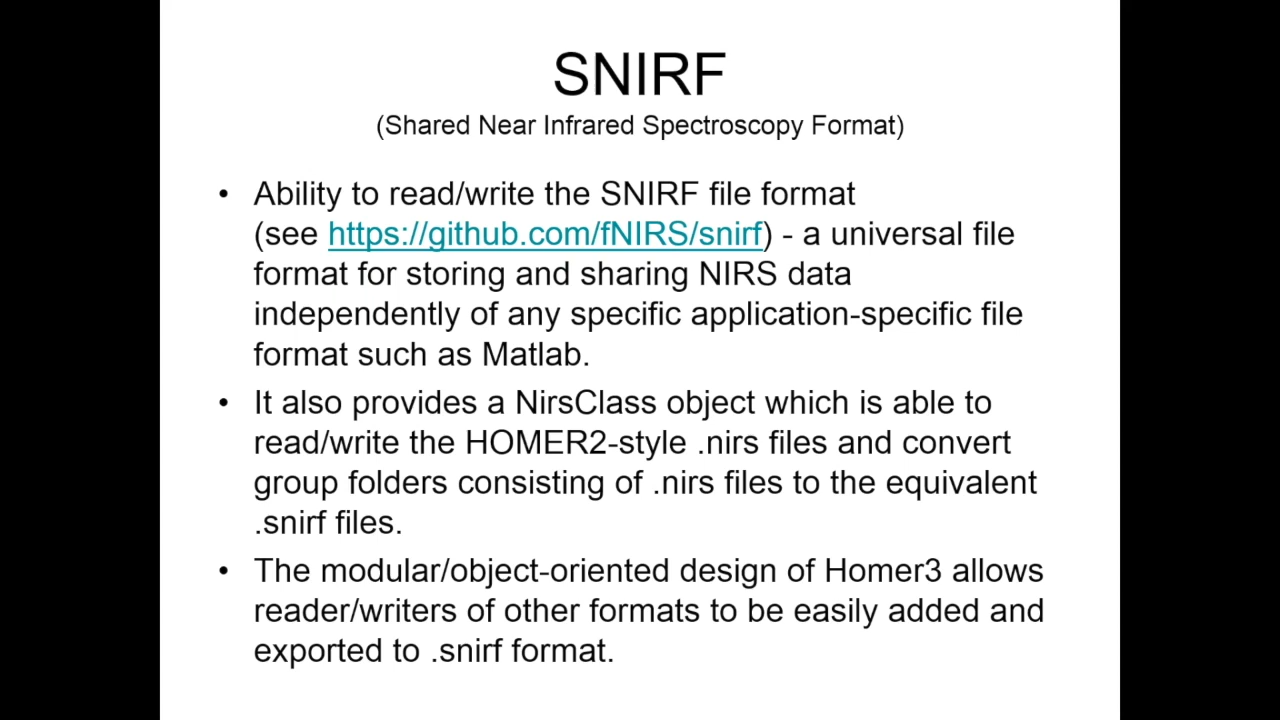 SNIRF
(Shared Near Infrared Spectroscopy Format)
• Ability to read/write the SNIRF file format
(see https://github.com/fNIRS/snirf) - a universal file
format for storing and sharing NIRS data
independently of any specific application-specific file
format such as Matlab.
• It also provides a NirsClass object which is able to
read/write the HOMER2-style .nirs files and convert
group folders consisting of .nirs files to the equivalent
.snirf files.
• The modular/object-oriented design of Homer3 allows
reader/writers of other formats to be easily added and
exported to .snirf format.